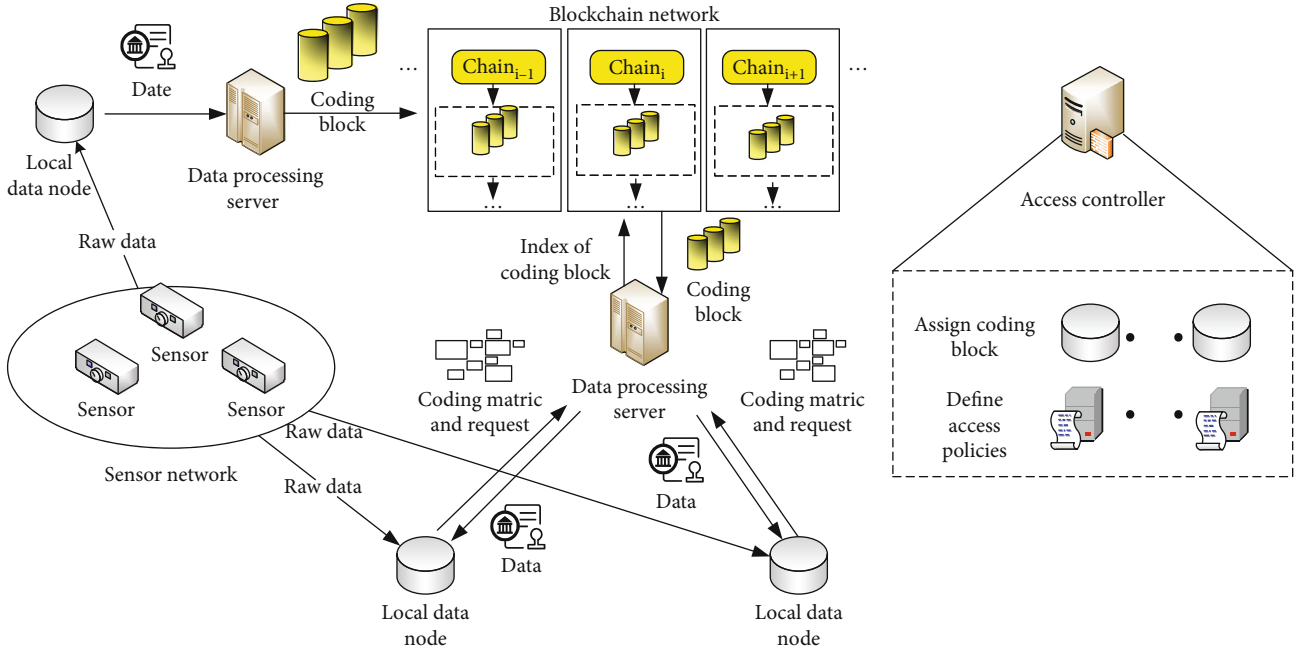 Blockchain network
Date
Coding
block
...
Chain_{i–1}
Chain_i
Chain_{i+1}
...
Local
data node
Data processing
server
...
...
...
Access controller
Raw data
Index of
coding block
Coding
block
Sensor
Sensor
Sensor
Sensor network
Coding matric
and request
Data processing
server
Coding matric
and request
Assign coding
block
Define
access
policies
Raw data
Raw data
Data
Data
Local data
node
Local data
node